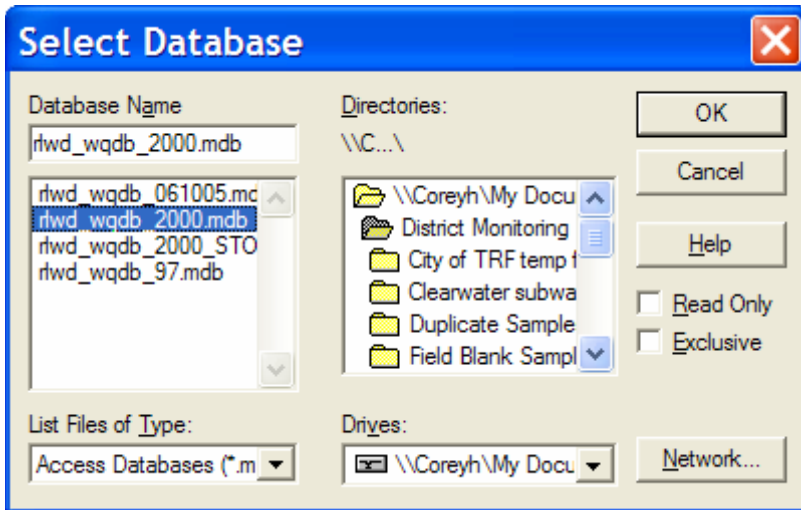 Select Database
Database Name
rlwd_wqdb_2000.mdb
rlwd_wqdb_061005.md
rlwd_wqdb_2000.mdb
rlwd_wqdb_2000_STO
rlwd_wqdb_97.mdb
List Files of Type:
Access Databases (*.m
Directories:
\\C...\
\\Coreyh\My Docu
District Monitoring
City of TRF temp f
Clearwater subwa
Duplicate Sample
Field Blank Sampl
Drives:
\\Coreyh\My Docu
OK
Cancel
Help
Read Only
Exclusive
Network...